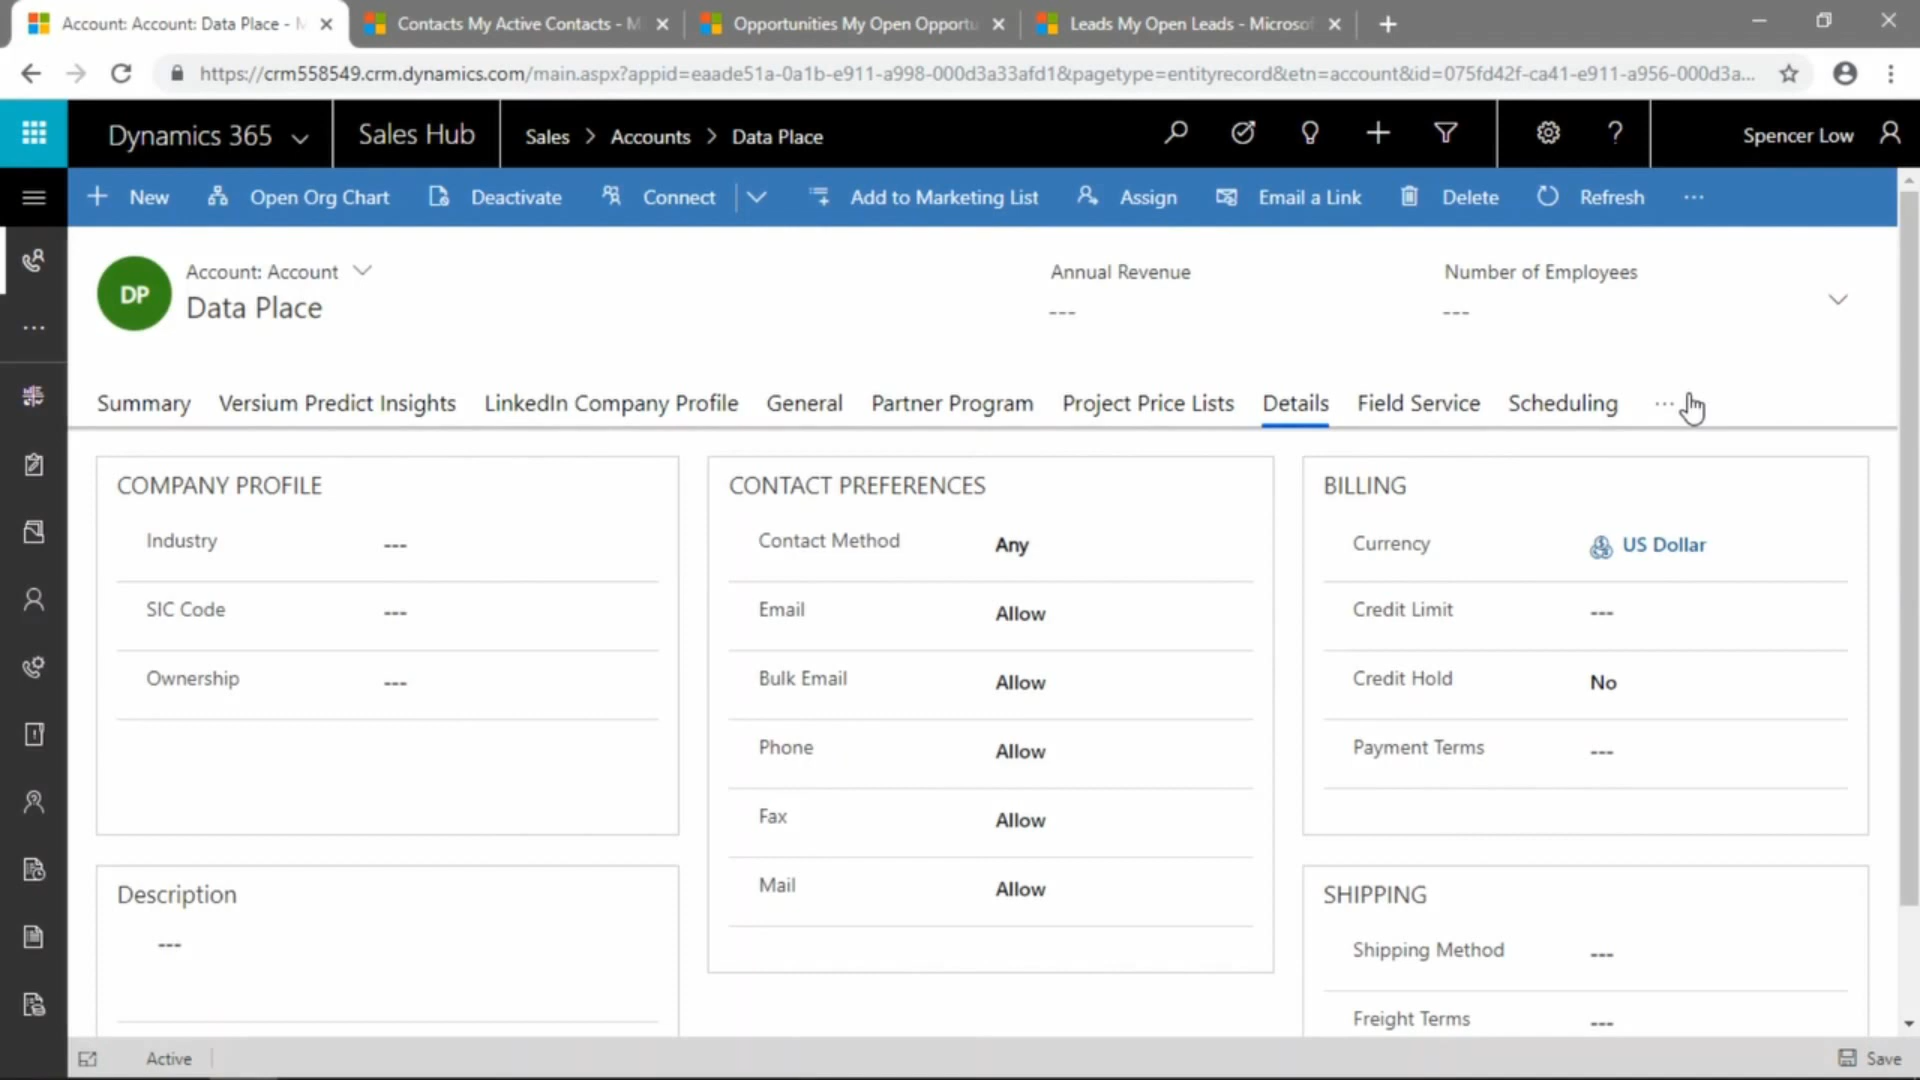 Account: Account: Data Place -
Contacts My Active Contacts -
Opportunities My Open
Leads My Open Leads -
https://crm558549.crm.dynamics.com/main.aspx?appid=eaade51a-0a1b-e911-a998-000d3a33afd1&pagetype=entityrecord&etn=account&id=075fd42f-ca41-e911-a956-000d3a...
Dynamics 365
Sales Hub
Sales > Accounts > Data Place
Spencer Low
New
Open Org Chart
Deactivate
Connect
Add to Marketing List
Assign
Email a Link
Delete
Refresh
DP
Account: Account
Data Place
Annual Revenue
---
Number of Employees
---
Summary
Versium Predict Insights
LinkedIn Company Profile
General
Partner Program
Project Price Lists
Details
Field Service
Scheduling
...
COMPANY PROFILE
Industry ---
SIC Code ---
Ownership ---
Description
---
CONTACT PREFERENCES
Contact Method Any
Email Allow
Bulk Email Allow
Phone Allow
Fax Allow
Mail Allow
BILLING
Currency US Dollar
Credit Limit ---
Credit Hold No
Payment Terms ---
SHIPPING
Shipping Method ---
Freight Terms ---
Active
Save